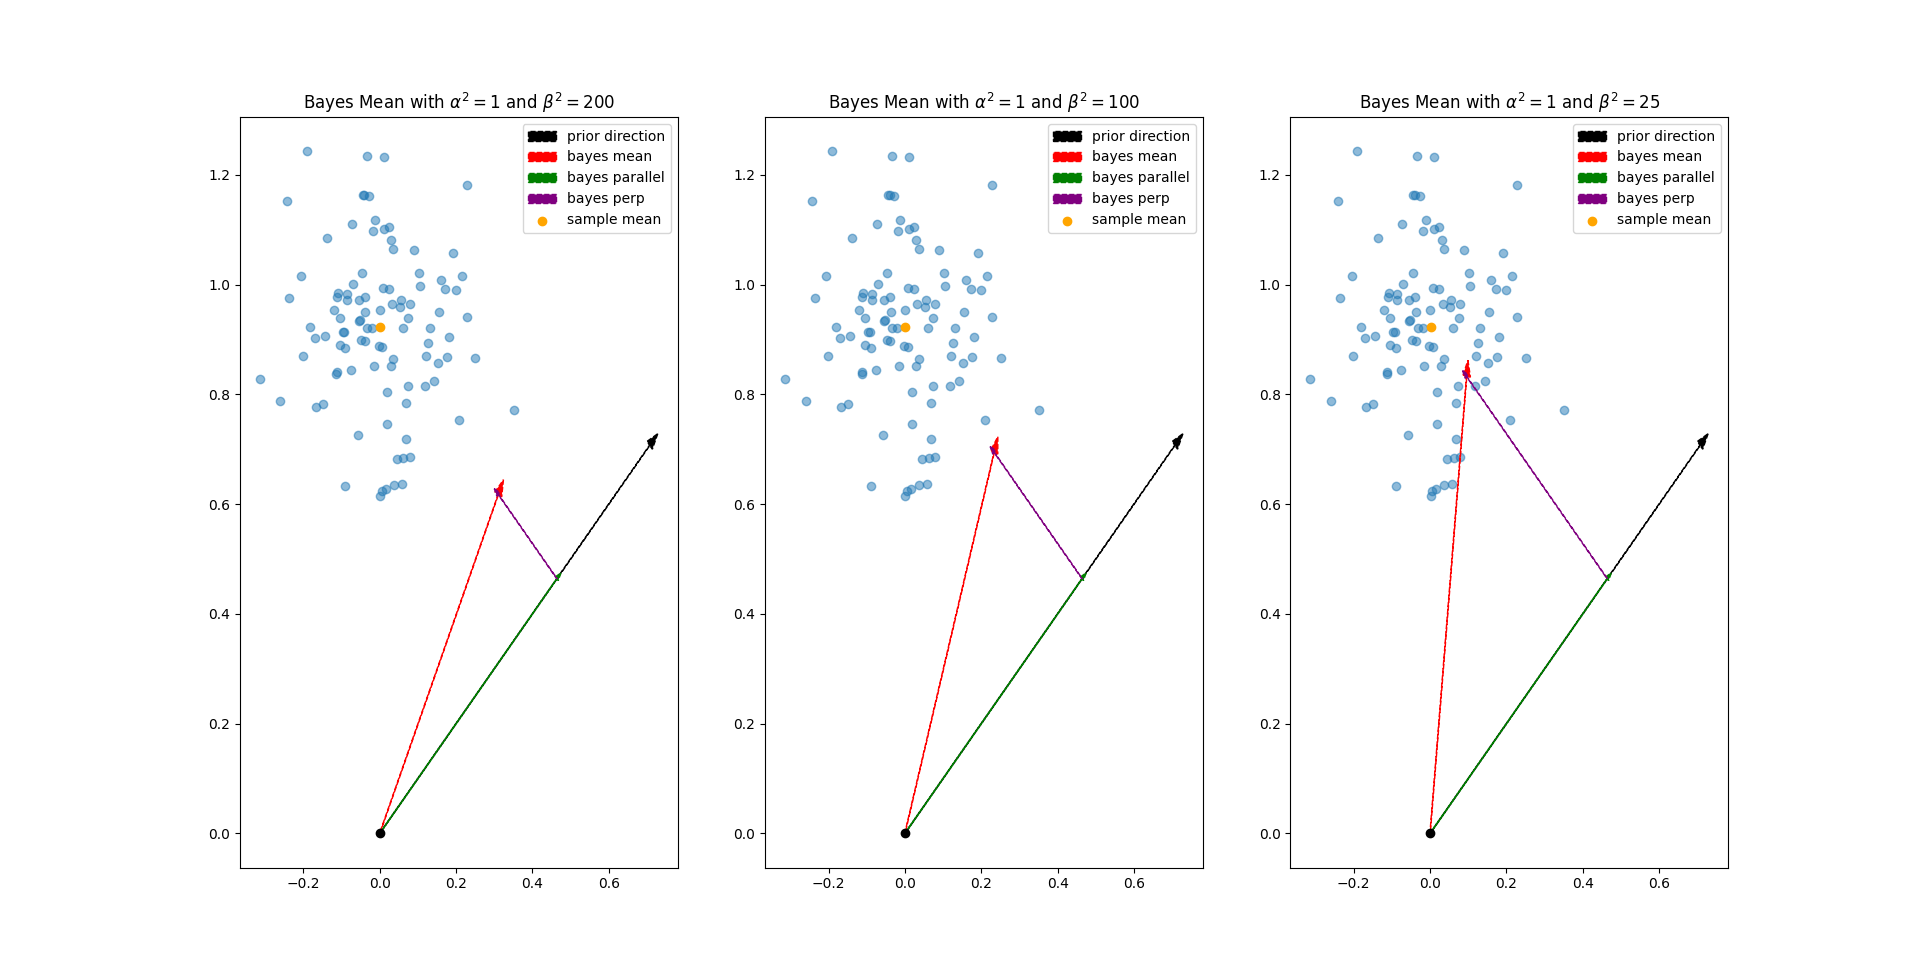 Bayes Mean with α² = 1 and β² = 200
prior direction
bayes mean
bayes parallel
bayes perp
sample mean
1.2
1.0
0.8
0.6
0.4
0.2
0.0
−0.2 0.0 0.2 0.4 0.6
Bayes Mean with α² = 1 and β² = 100
prior direction
bayes mean
bayes parallel
bayes perp
sample mean
1.2
1.0
0.8
0.6
0.4
0.2
0.0
−0.2 0.0 0.2 0.4 0.6
Bayes Mean with α² = 1 and β² = 25
prior direction
bayes mean
bayes parallel
bayes perp
sample mean
1.2
1.0
0.8
0.6
0.4
0.2
0.0
−0.2 0.0 0.2 0.4 0.6